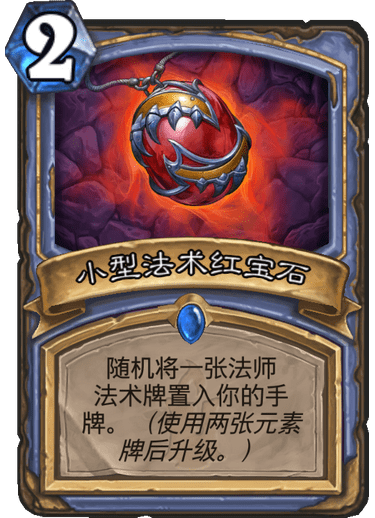 2
小型法术红宝石
随机将一张法师
法术牌置入你的手
牌。（使用两张元素
牌后升级。）